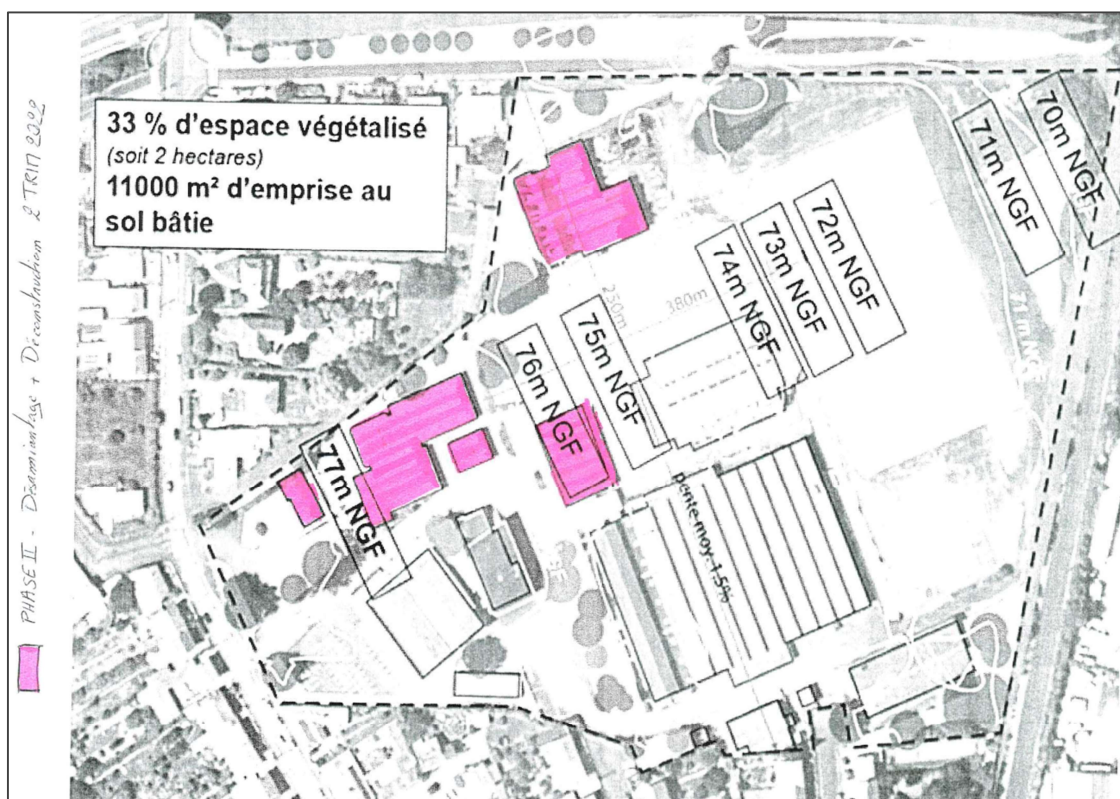 PHASE II - Désamiantage + Déconstruction 2 TRIM 2022
33 % d'espace végétalisé
(soit 2 hectares)
11000 m² d'emprise au
sol bâtie
70m NGF
71m NGF
72m NGF
73m NGF
74m NGF
75m NGF
76m NGF
77m NGF
230m
380m
pente moy. 1.5%